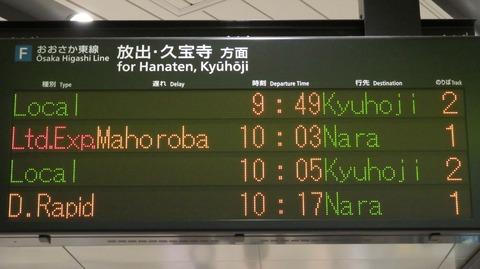 F おおさか東線 放出・久宝寺 方面
Ōsaka Higashi Line for Hanaten, Kyūhōji
種別 Type 遅れ Delay 時刻 Departure Time 行先 Destination のりば Track
Local 9:49 Kyuhoji 2
Ltd.Exp.Mahoroba 10:03 Nara 1
Local 10:05 Kyuhoji 2
D.Rapid 10:17 Nara 1